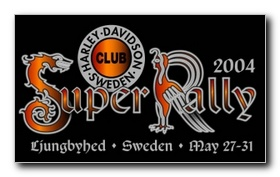 HARLEY-DAVIDSON
CLUB
SWEDEN
2004
Super Rally
Ljungbyhed • Sweden • May 27-31